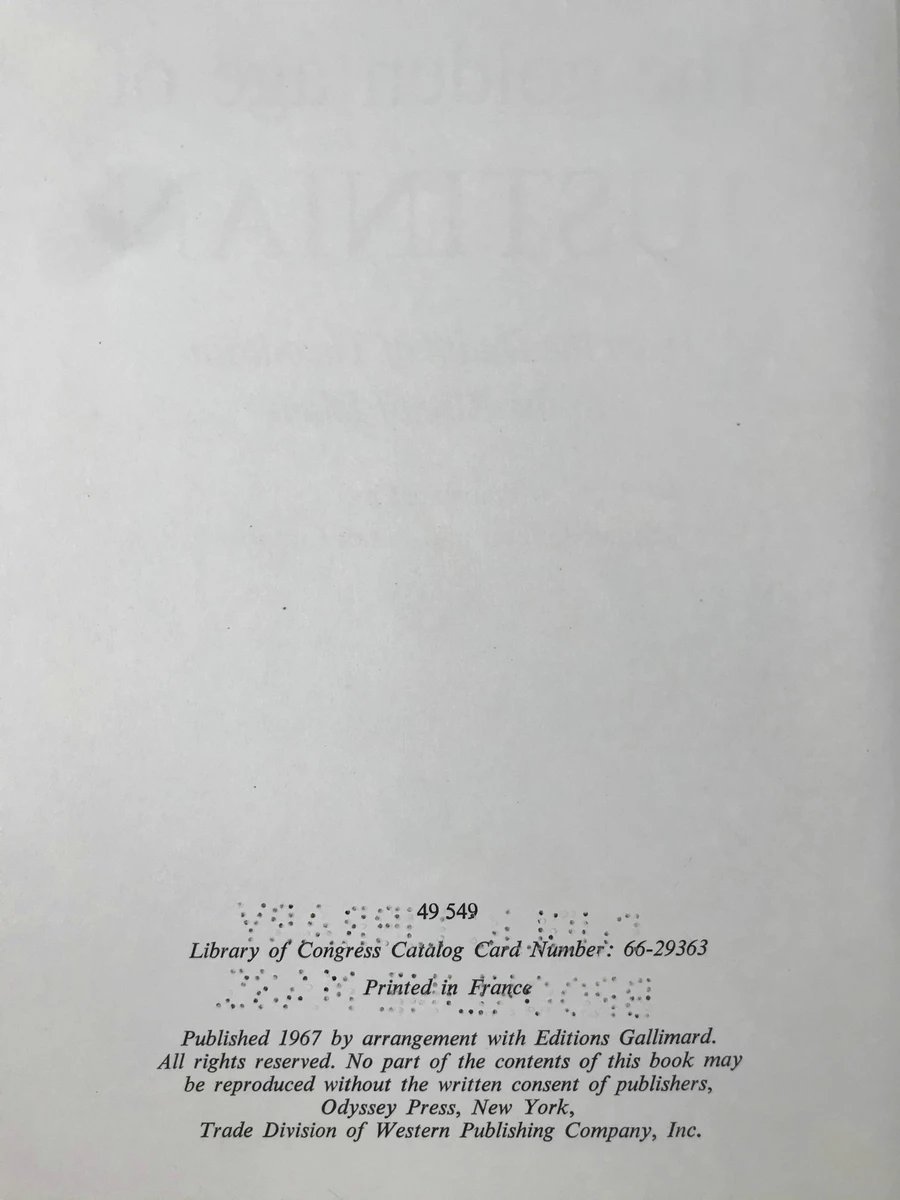 49,549
Library of Congress Catalog Card Number: 66-29363
Printed in France
Published 1967 by arrangement with Editions Gallimard.
All rights reserved. No part of the contents of this book may
be reproduced without the written consent of publishers,
Odyssey Press, New York,
Trade Division of Western Publishing Company, Inc.